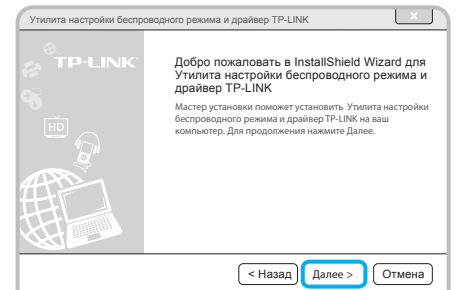 Утилита настройки беспроводного режима и драйвер TP-LINK
x
TP-LINK
HD
Добро пожаловать в InstallShield Wizard для
Утилита настройки беспроводного режима и
драйвер TP-LINK
Мастер установки поможет установить Утилита настройки
беспроводного режима и драйвер TP-LINK на ваш
компьютер. Для продолжения нажмите Далее.
< Назад Далее > Отмена